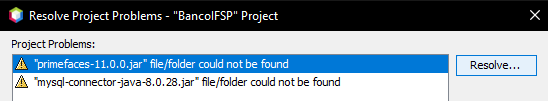 Resolve Project Problems - "BancoIFSP" Project
Project Problems:
"primefaces-11.0.0.jar" file/folder could not be found
Resolve...
"mysql-connector-java-8.0.28.jar" file/folder could not be found